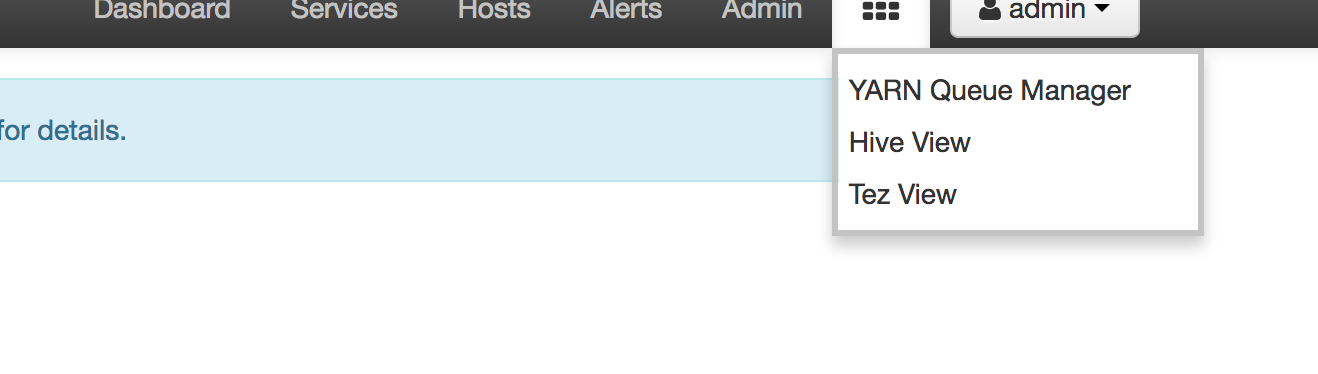 Dashboard Services Hosts Alerts Admin admin
YARN Queue Manager
for details.
Hive View
Tez View